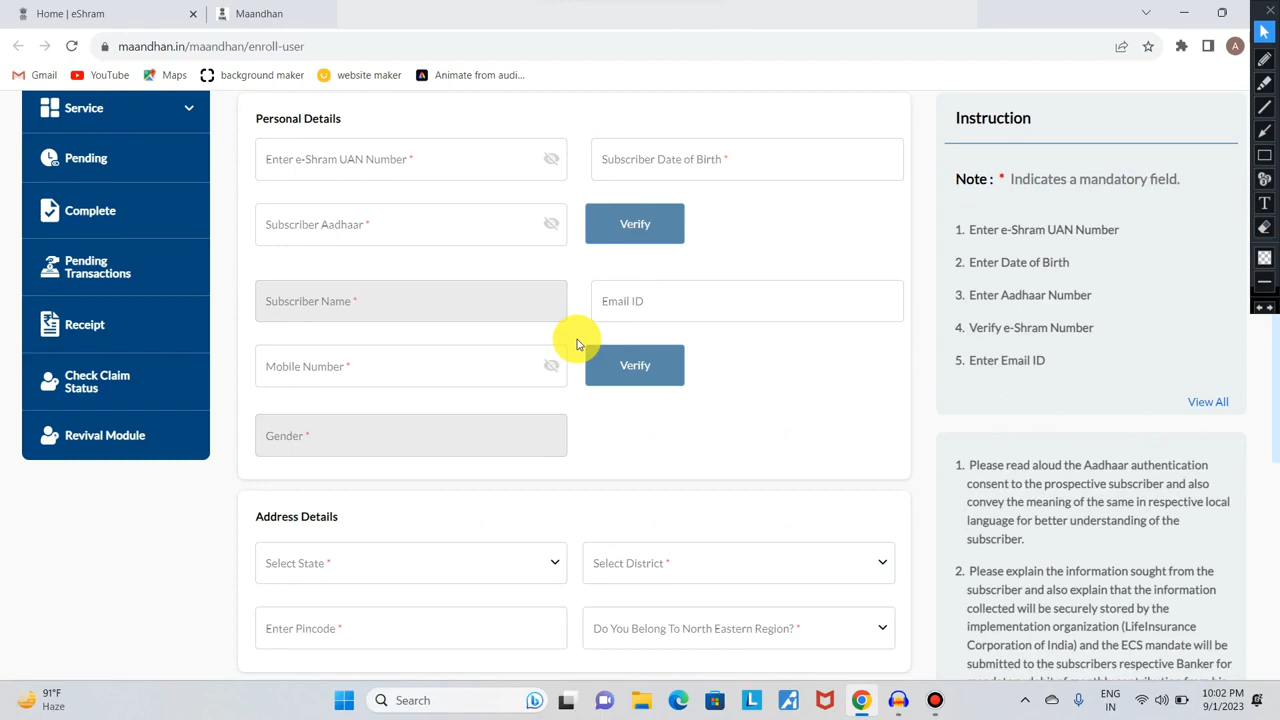 Home | eShram
Maandhan
maandhan.in/maandhan/enroll-user
A
Gmail
YouTube
Maps
background maker
website maker
Animate from audi...
Service
Pending
Complete
Pending
Transactions
Receipt
Check Claim
Status
Revival Module
Personal Details
Enter e-Shram UAN Number *
Subscriber Date of Birth *
Subscriber Aadhaar *
Verify
Subscriber Name *
Email ID
Mobile Number *
Verify
Gender *
Address Details
Select State *
Select District *
Enter Pincode *
Do You Belong To North Eastern Region? *
Instruction
Note : * Indicates a mandatory field.
1. Enter e-Shram UAN Number
2. Enter Date of Birth
3. Enter Aadhaar Number
4. Verify e-Shram Number
5. Enter Email ID
View All
1. Please read aloud the Aadhaar authentication
consent to the prospective subscriber and also
convey the meaning of the same in respective local
language for better understanding of the
subscriber.
2. Please explain the information sought from the
subscriber and also explain that the information
collected will be securely stored by the
implementation organization (LifeInsurance
Corporation of India) and the ECS mandate will be
submitted to the subscribers respective Banker for
T
91°F
Haze
Search
L
ENG
IN
10:02 PM
9/1/2023